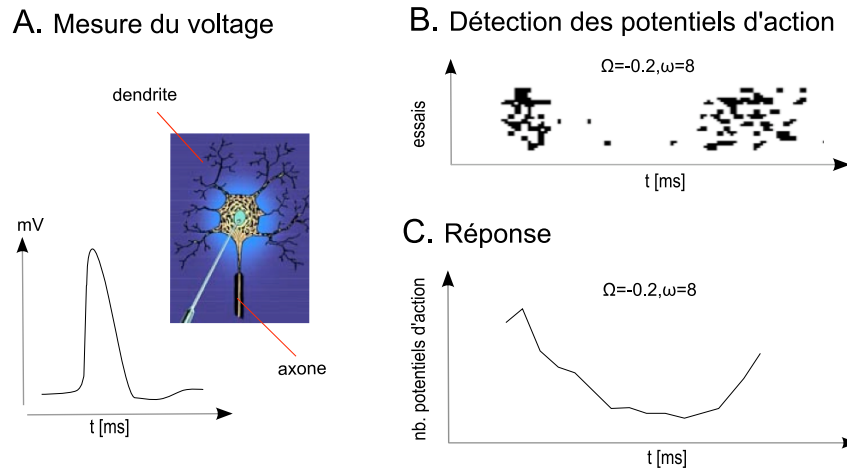 A. Mesure du voltage
dendrite
mV
axone
t [ms]
B. Détection des potentiels d'action
Ω=-0.2,ω=8
essais
t [ms]
C. Réponse
Ω=-0.2,ω=8
nb. potentiels d'action
t [ms]